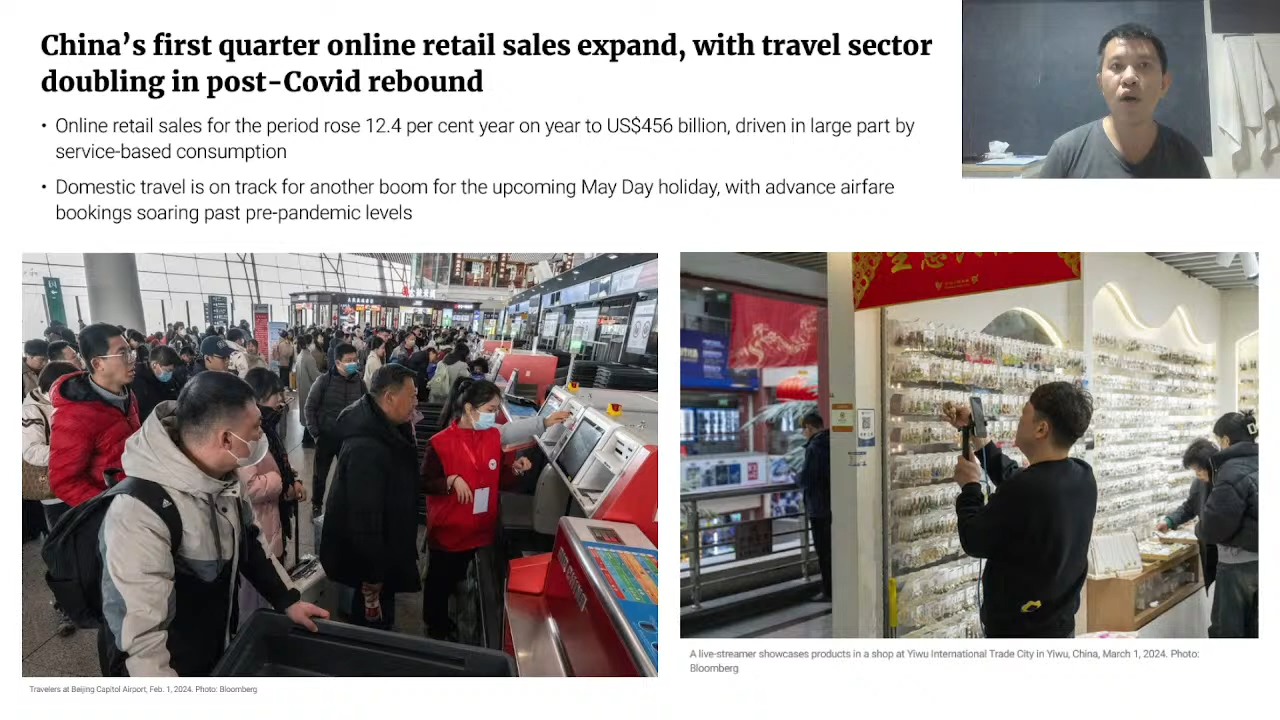 China’s first quarter online retail sales expand, with travel sector
doubling in post-Covid rebound
• Online retail sales for the period rose 12.4 per cent year on year to US$456 billion, driven in large part by
service-based consumption
• Domestic travel is on track for another boom for the upcoming May Day holiday, with advance airfare
bookings soaring past pre-pandemic levels
Travelers at Beijing Capitol Airport, Feb. 1, 2024. Photo: Bloomberg
A live-streamer showcases products in a shop at Yiwu International Trade City in Yiwu, China, March 1, 2024. Photo:
Bloomberg